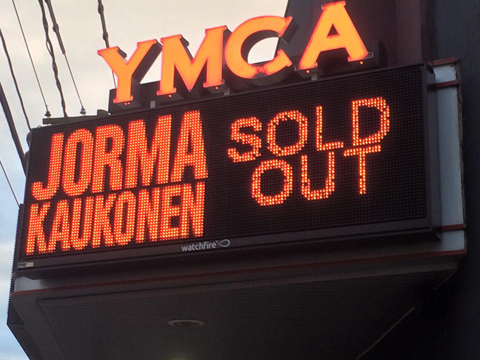 YMCA
JORMA
KAUKONEN
SOLD
OUT
watchfire